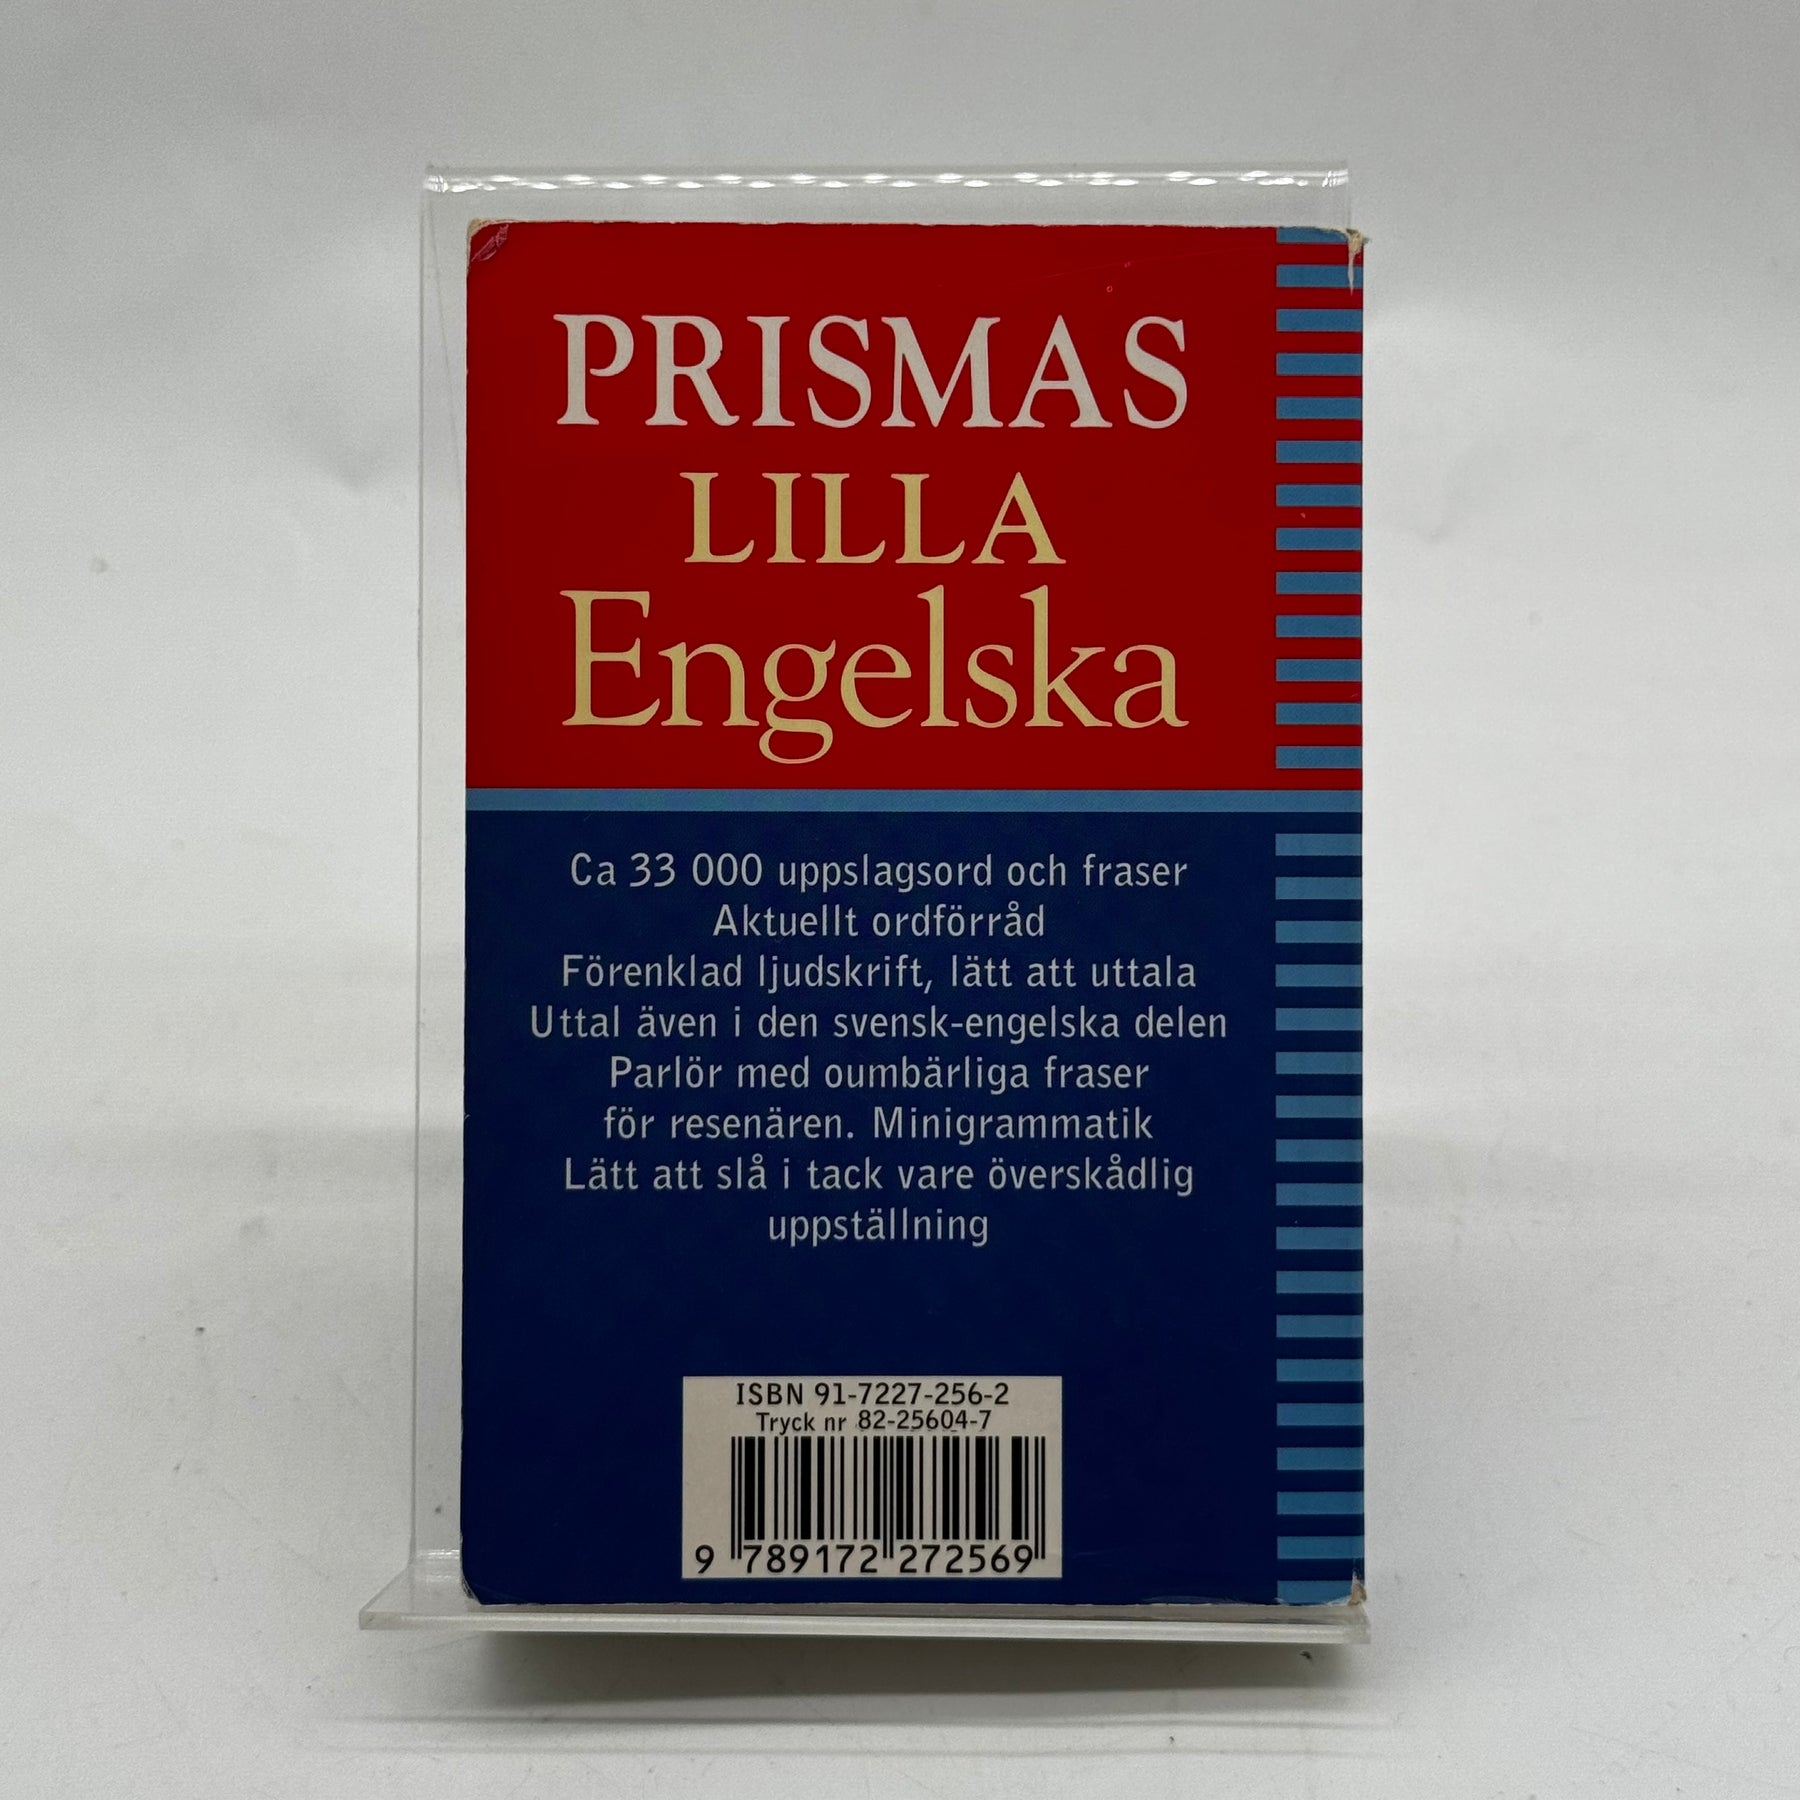 PRISMAS
LILLA
Engelska
Ca 33 000 uppslagsord och fraser
Aktuellt ordförråd
Förenklad ljudskrift, lätt att uttala
Uttal även i den svensk-engelska delen
Parlör med oumbärliga fraser
för resenären. Minigrammatik
Lätt att slå i tack vare överskådlig
uppställning
ISBN 91-7227-256-2
Tryck nr 82-25604-7
9 789172 272569